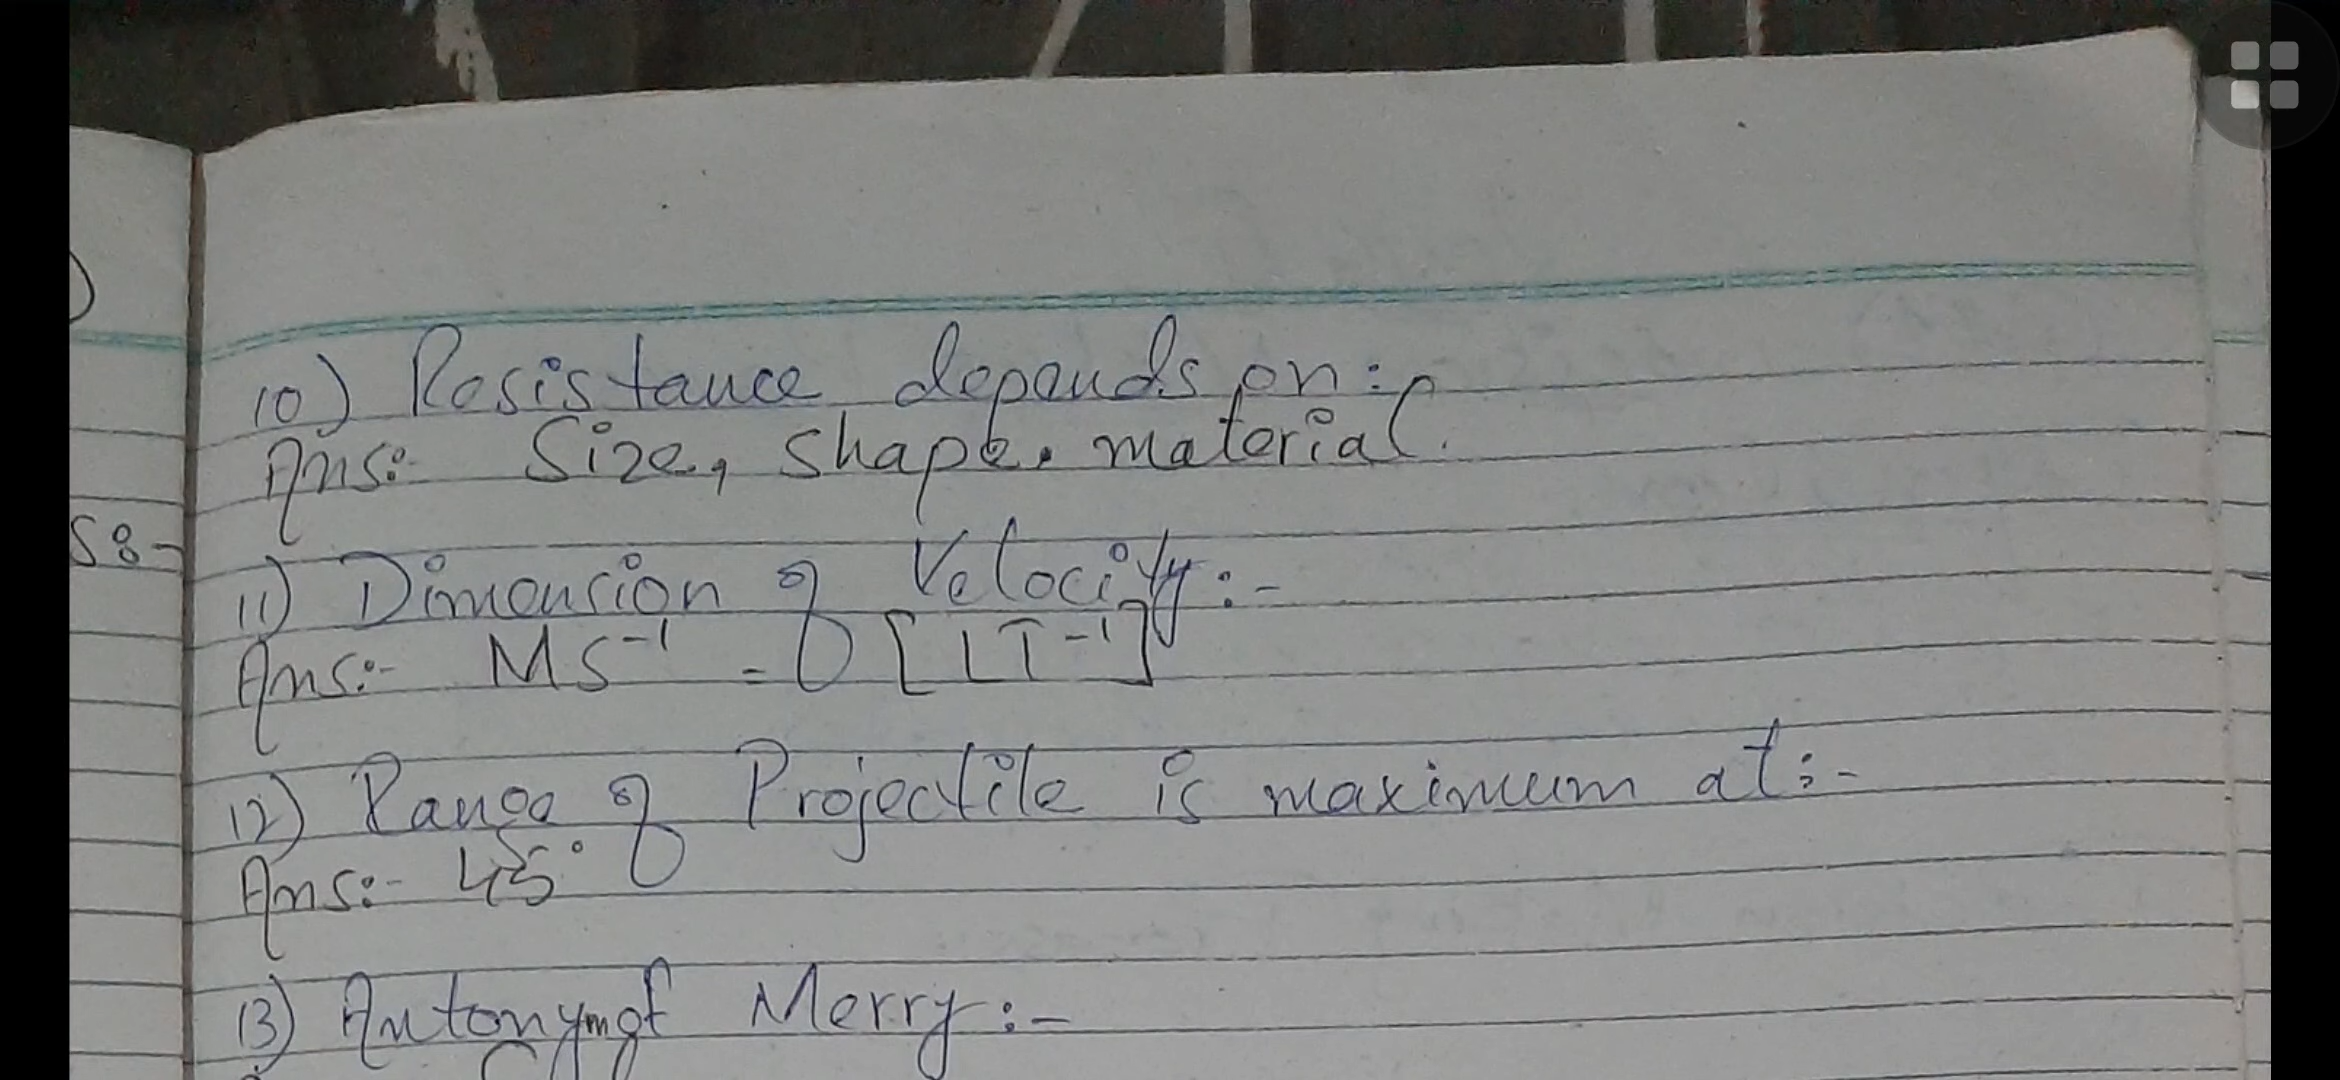 S:-
10) Resistance depends on:-
Ans:- Size, shape, material.
11) Dimension of Velocity:-
Ans:- MS⁻¹ = [LT⁻¹]
12) Range of Projectile is maximum at:-
Ans:- 45°
13) Antonym of Merry:-